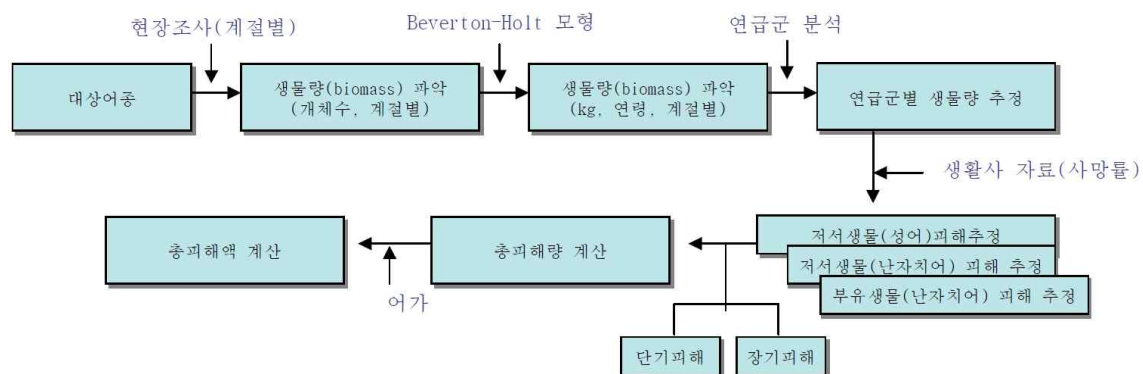 현장조사(계절별)
Beverton-Holt 모형
연급군 분석
대상어종
생물량(biomass) 파악
(개체수, 계절별)
생물량(biomass) 파악
(kg, 연령, 계절별)
연급군별 생물량 추정
생활사 자료(사망률)
저서생물(성어)피해추정
저서생물(난자치어) 피해 추정
부유생물(난자치어) 피해 추정
총피해량 계산
총피해액 계산
어가
단기피해
장기피해